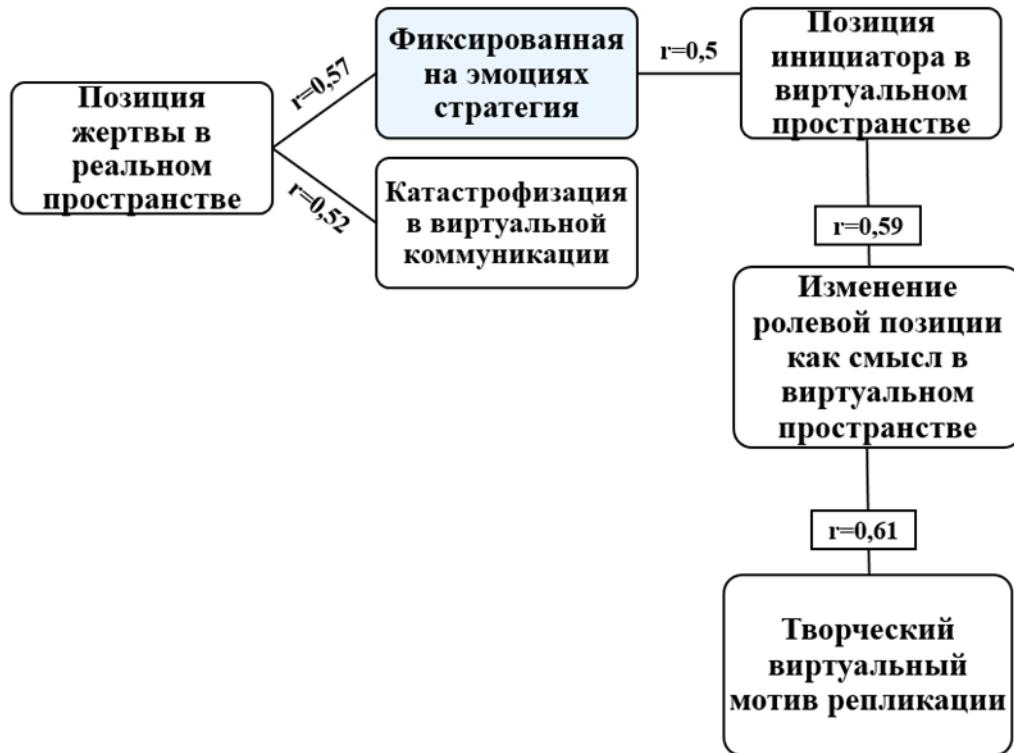 Позиция
жертвы в
реальном
пространстве
r=0,57
r=0,52
Фиксированная
на эмоциях
стратегия
Катастрофизация
в виртуальной
коммуникации
r=0,5
Позиция
инициатора в
виртуальном
пространстве
r=0,59
Изменение
ролевой позиции
как смысл в
виртуальном
пространстве
r=0,61
Творческий
виртуальный
мотив репликации